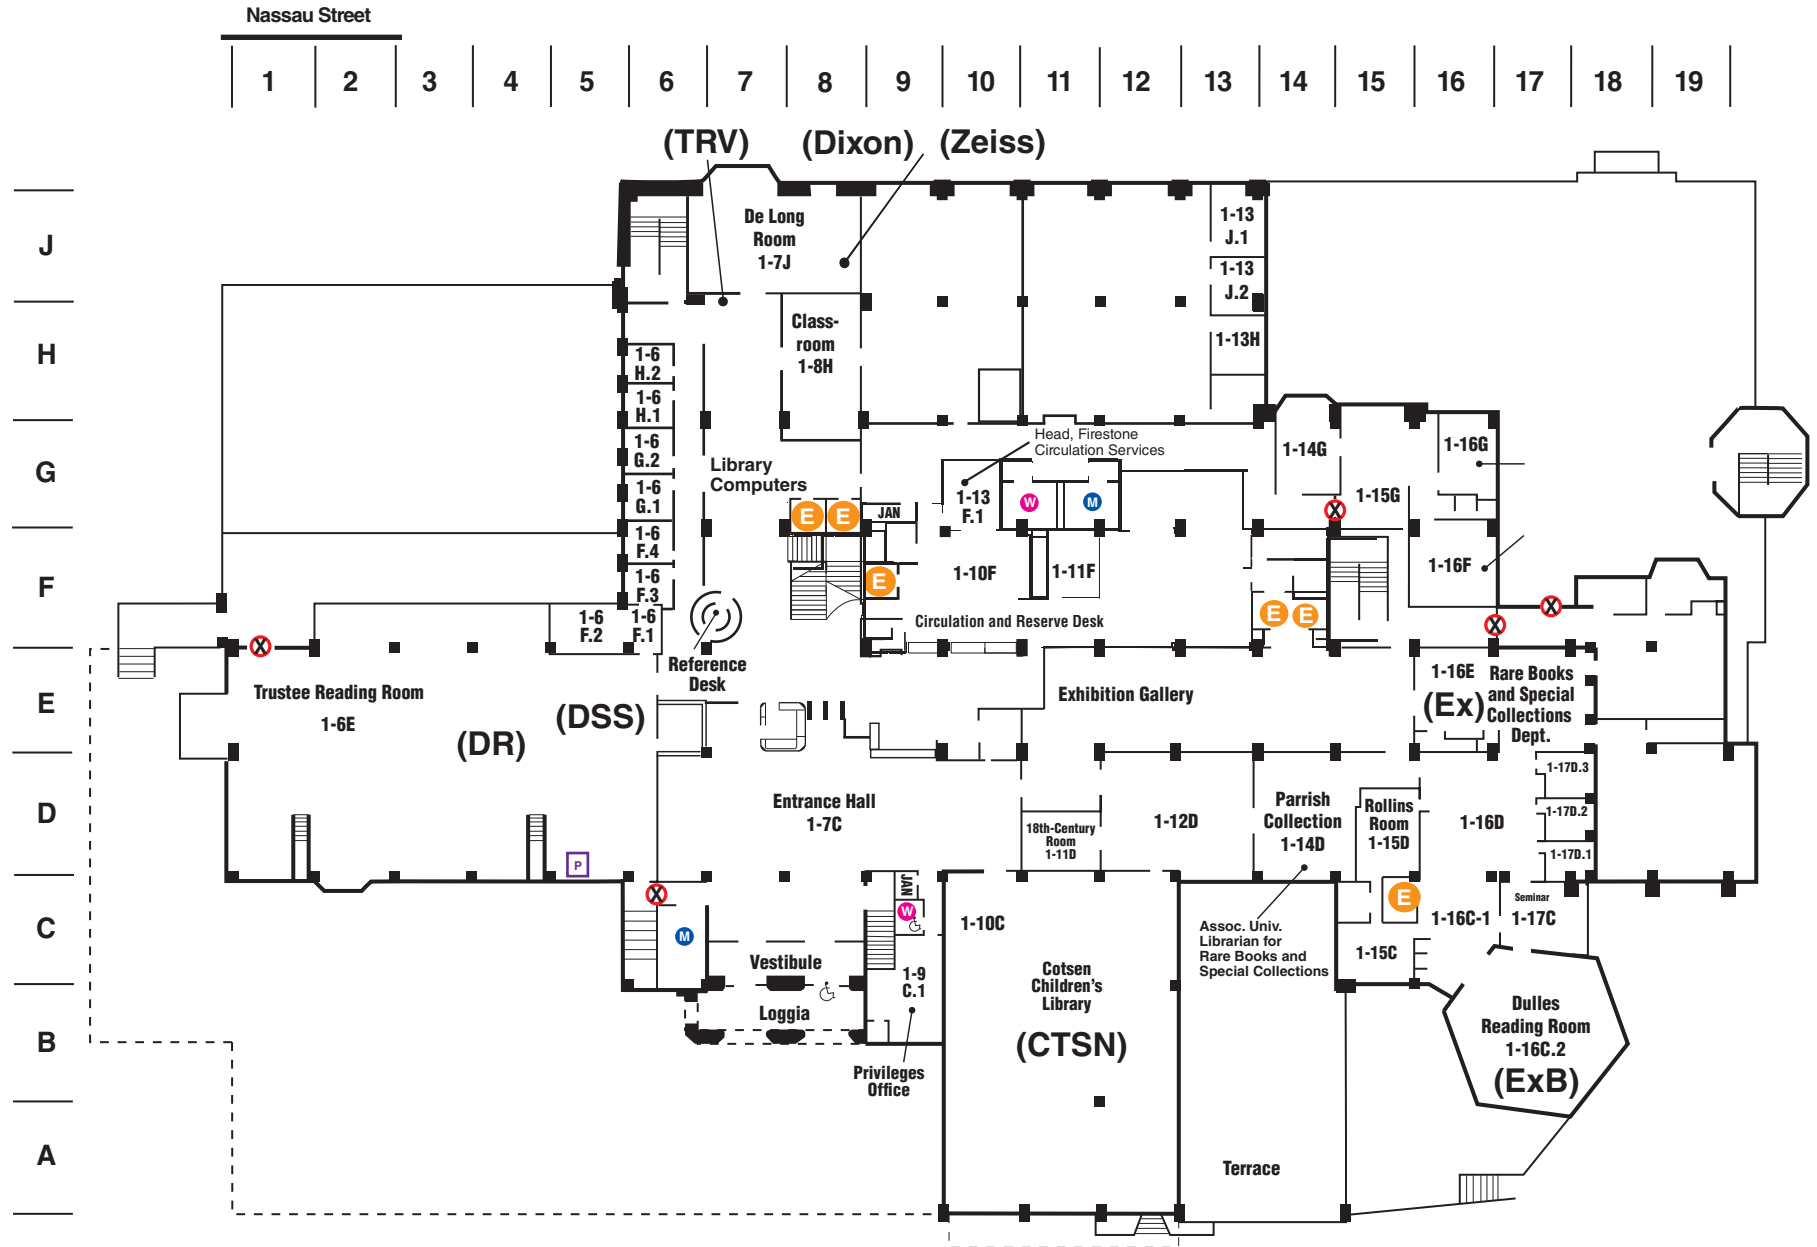 Nassau Street
1 2 3 4 5 6 7 8 9 10 11 12 13 14 15 16 17 18 19
(TRV) (Dixon) (Zeiss)
J
De Long
Room
1-7J
1-13
J.1
1-13
J.2
H
Class-
room
1-8H
1-13H
1-6
H.2
1-6
H.1
G
1-6
G.2
1-6
G.1
Library
Computers
Head, Firestone
Circulation Services
1-13
F.1
W
M
E
E
JAN
1-14G
1-15G
1-16G
X
F
1-6
F.4
1-6
F.3
1-6
F.2
1-6
F.1
E
1-10F
1-11F
Circulation and Reserve Desk
E
E
1-16F
X
X
X
E
Trustee Reading Room
1-6E
(DR)
(DSS)
Reference
Desk
Exhibition Gallery
1-16E
(Ex)
Rare Books
and Special
Collections
Dept.
D
Entrance Hall
1-7C
18th-Century
Room
1-11D
1-12D
Parrish
Collection
1-14D
Rollins
Room
1-15D
1-16D
1-17D.3
1-17D.2
1-17D.1
P
C
X
M
JAN
W
Vestibule
1-9
C.1
1-10C
Cotsen
Children's
Library
(CTSN)
Assoc. Univ.
Librarian for
Rare Books and
Special Collections
E
1-15C
1-16C-1
Seminar
1-17C
B
Loggia
Privileges
Office
Dulles
Reading Room
1-16C.2
(ExB)
A
Terrace